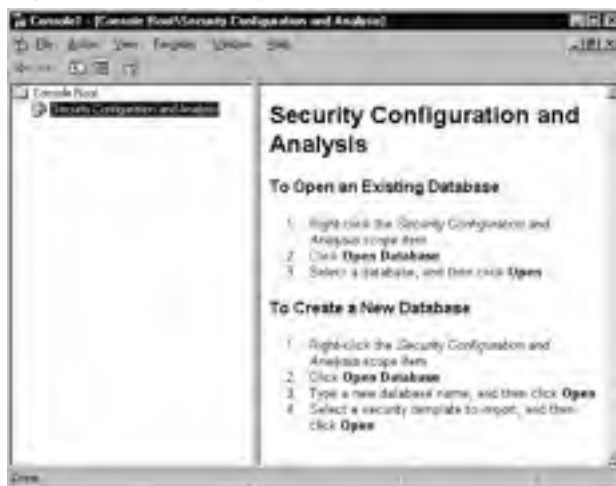 Console1 - [Console Root\Security Configuration and Analysis]
File Action View Favorites Window Help
Console Root
Security Configuration and Analysis
Security Configuration and
Analysis
To Open an Existing Database
1. Right-click the Security Configuration and
Analysis scope item
2. Click Open Database
3. Select a database, and then click Open
To Create a New Database
1. Right-click the Security Configuration and
Analysis scope item
2. Click Open Database
3. Type a new database name, and then click Open
4. Select a security template to import, and then
click Open
Done